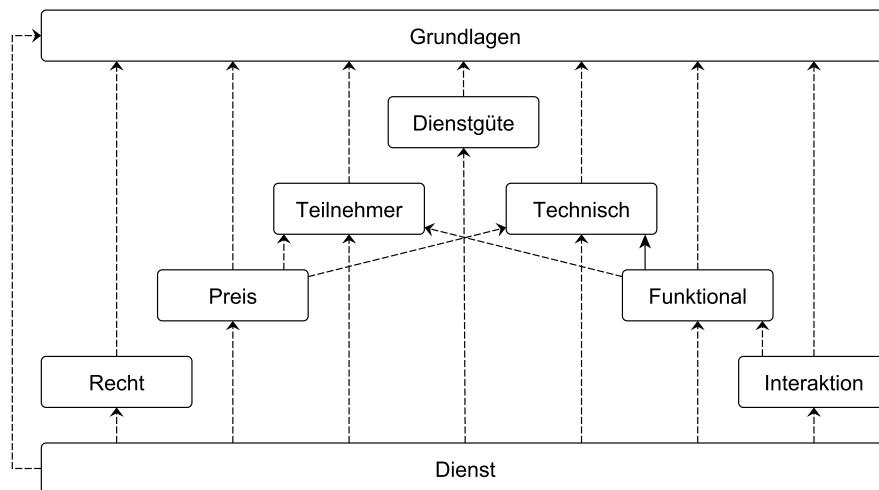 Grundlagen
Dienstgüte
Teilnehmer
Technisch
Preis
Funktional
Recht
Interaktion
Dienst